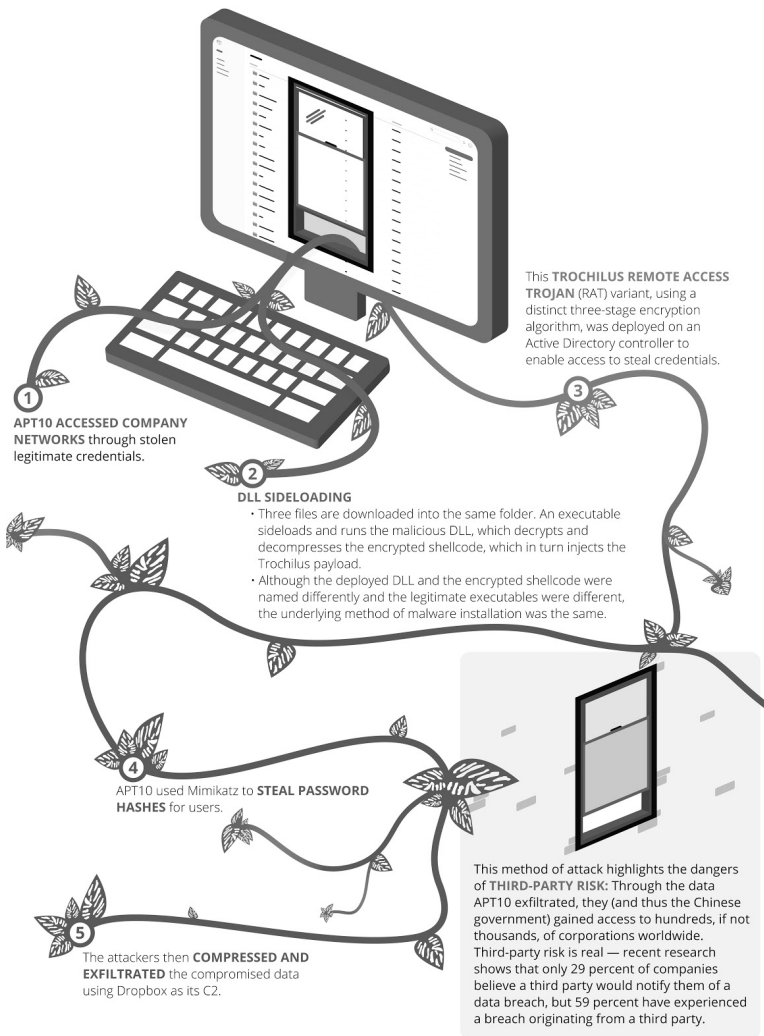 1
APT10 ACCESSED COMPANY
NETWORKS through stolen
legitimate credentials.
2
DLL SIDELOADING
• Three files are downloaded into the same folder. An executable
sideloads and runs the malicious DLL, which decrypts and
decompresses the encrypted shellcode, which in turn injects the
Trochilus payload.
• Although the deployed DLL and the encrypted shellcode were
named differently and the legitimate executables were different,
the underlying method of malware installation was the same.
This TROCHILUS REMOTE ACCESS
TROJAN (RAT) variant, using a
distinct three-stage encryption
algorithm, was deployed on an
Active Directory controller to
enable access to steal credentials.
3
4
APT10 used Mimikatz to STEAL PASSWORD
HASHES for users.
5
The attackers then COMPRESSED AND
EXFILTRATED the compromised data
using Dropbox as its C2.
This method of attack highlights the dangers
of THIRD-PARTY RISK: Through the data
APT10 exfiltrated, they (and thus the Chinese
government) gained access to hundreds, if not
thousands, of corporations worldwide.
Third-party risk is real — recent research
shows that only 29 percent of companies
believe a third party would notify them of a
data breach, but 59 percent have experienced
a breach originating from a third party.